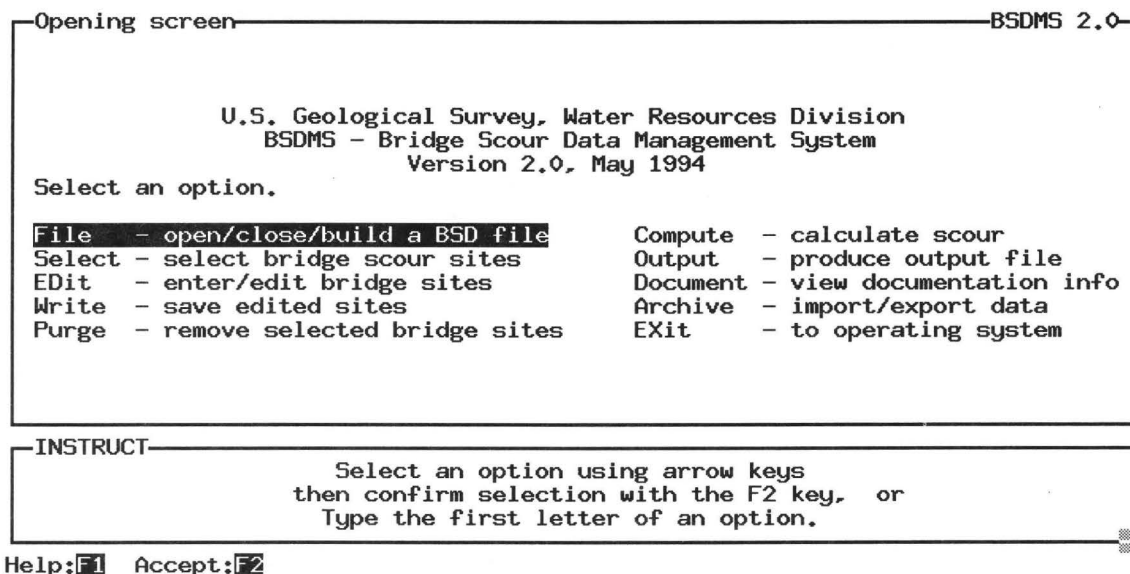 Opening screen BSDMS 2.0
U.S. Geological Survey, Water Resources Division
BSDMS - Bridge Scour Data Management System
Version 2.0, May 1994
Select an option.
File - open/close/build a BSD file Compute - calculate scour
Select - select bridge scour sites Output - produce output file
EDit - enter/edit bridge sites Document - view documentation info
Write - save edited sites Archive - import/export data
Purge - remove selected bridge sites EXit - to operating system
INSTRUCT
Select an option using arrow keys
then confirm selection with the F2 key, or
Type the first letter of an option.
Help:F1 Accept:F2